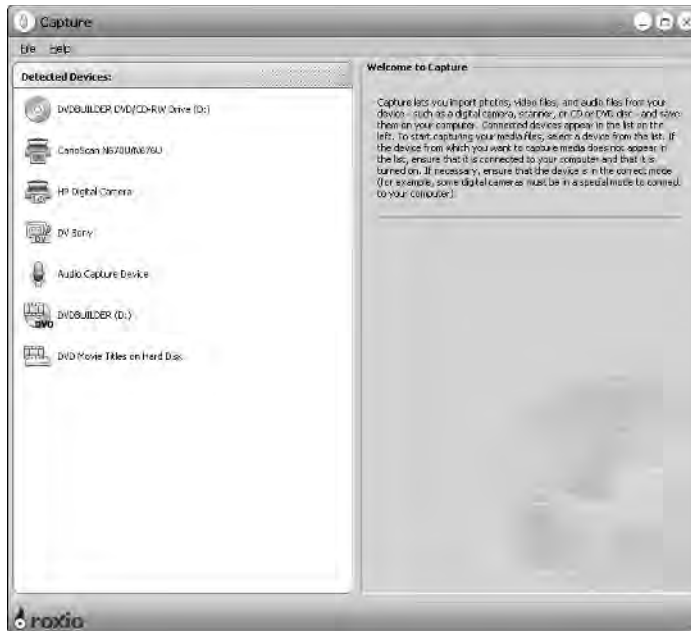 Capture
File Help
Detected Devices:
DVDBUILDER DVD/CD-RW Drive (D:)
CanoScan N670U/N676U
HP Digital Camera
DV Sony
DV
Audio Capture Device
DVDBUILDER (D:)
DVD
DVD Movie Titles on Hard Disk
Welcome to Capture
Capture lets you import photos, video files, and audio files from your
device - such as a digital camera, scanner, or CD or DVD disc - and save
them on your computer. Connected devices appear in the list on the
left. To start capturing your media files, select a device from the list. If
the device from which you want to capture media does not appear in
the list, ensure that it is connected to your computer and that it is
turned on. If necessary, ensure that the device is in the correct mode
(for example, some digital cameras must be in a special mode to connect
to your computer)
roxio